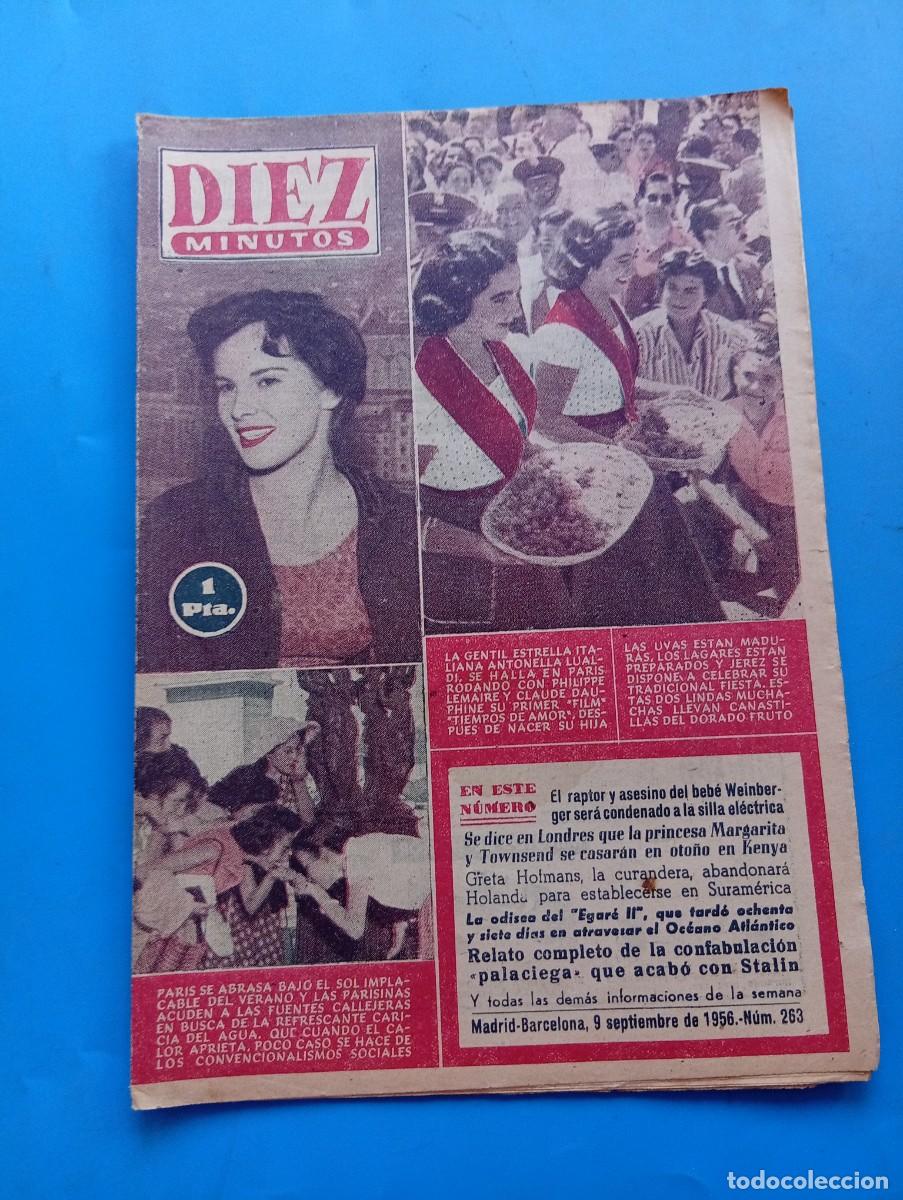 DIEZ
MINUTOS
1
Pta.
LA GENTIL ESTRELLA ITA-
LIANA ANTONELLA LUAL-
DI, SE HALLA EN PARIS
RODANDO CON PHILIPPE
LEMAIRE Y CLAUDE DAU-
PHINE SU PRIMER "FILM"
"TIEMPOS DE AMOR", DES-
PUES DE NACER SU HIJA
LAS UVAS ESTAN MADU-
RAS, LOS LAGARES ESTAN
PREPARADOS Y JEREZ SE
DISPONE A CELEBRAR SU
TRADICIONAL FIESTA. ES-
TAS DOS LINDAS MUCHA-
CHAS LLEVAN CANASTI-
LLAS DEL DORADO FRUTO
PARIS SE ABRASA BAJO EL SOL IMPLA-
CABLE DEL VERANO Y LAS PARISINAS
ACUDEN A LAS FUENTES CALLEJERAS
EN BUSCA DE LA REFRESCANTE CARI-
CIA DEL AGUA, QUE CUANDO EL CA-
LOR APRIETA, POCO CASO SE HACE DE
LOS CONVENCIONALISMOS SOCIALES
EN ESTE
NÚMERO
El raptor y asesino del bebé Weinber-
ger será condenado a la silla eléctrica
Se dice en Londres que la princesa Margarita
y Townsend se casarán en otoño en Kenya
Greta Hofmans, la curandera, abandonará
Holanda para establecerse en Suramérica
La odisea del "Egaré II", que tardó ochenta
y siete días en atravesar el Océano Atlántico
Relato completo de la confabulación
«palaciega» que acabó con Stalin
Y todas las demás informaciones de la semana
Madrid-Barcelona, 9 septiembre de 1956.-Núm. 263
todocoleccion